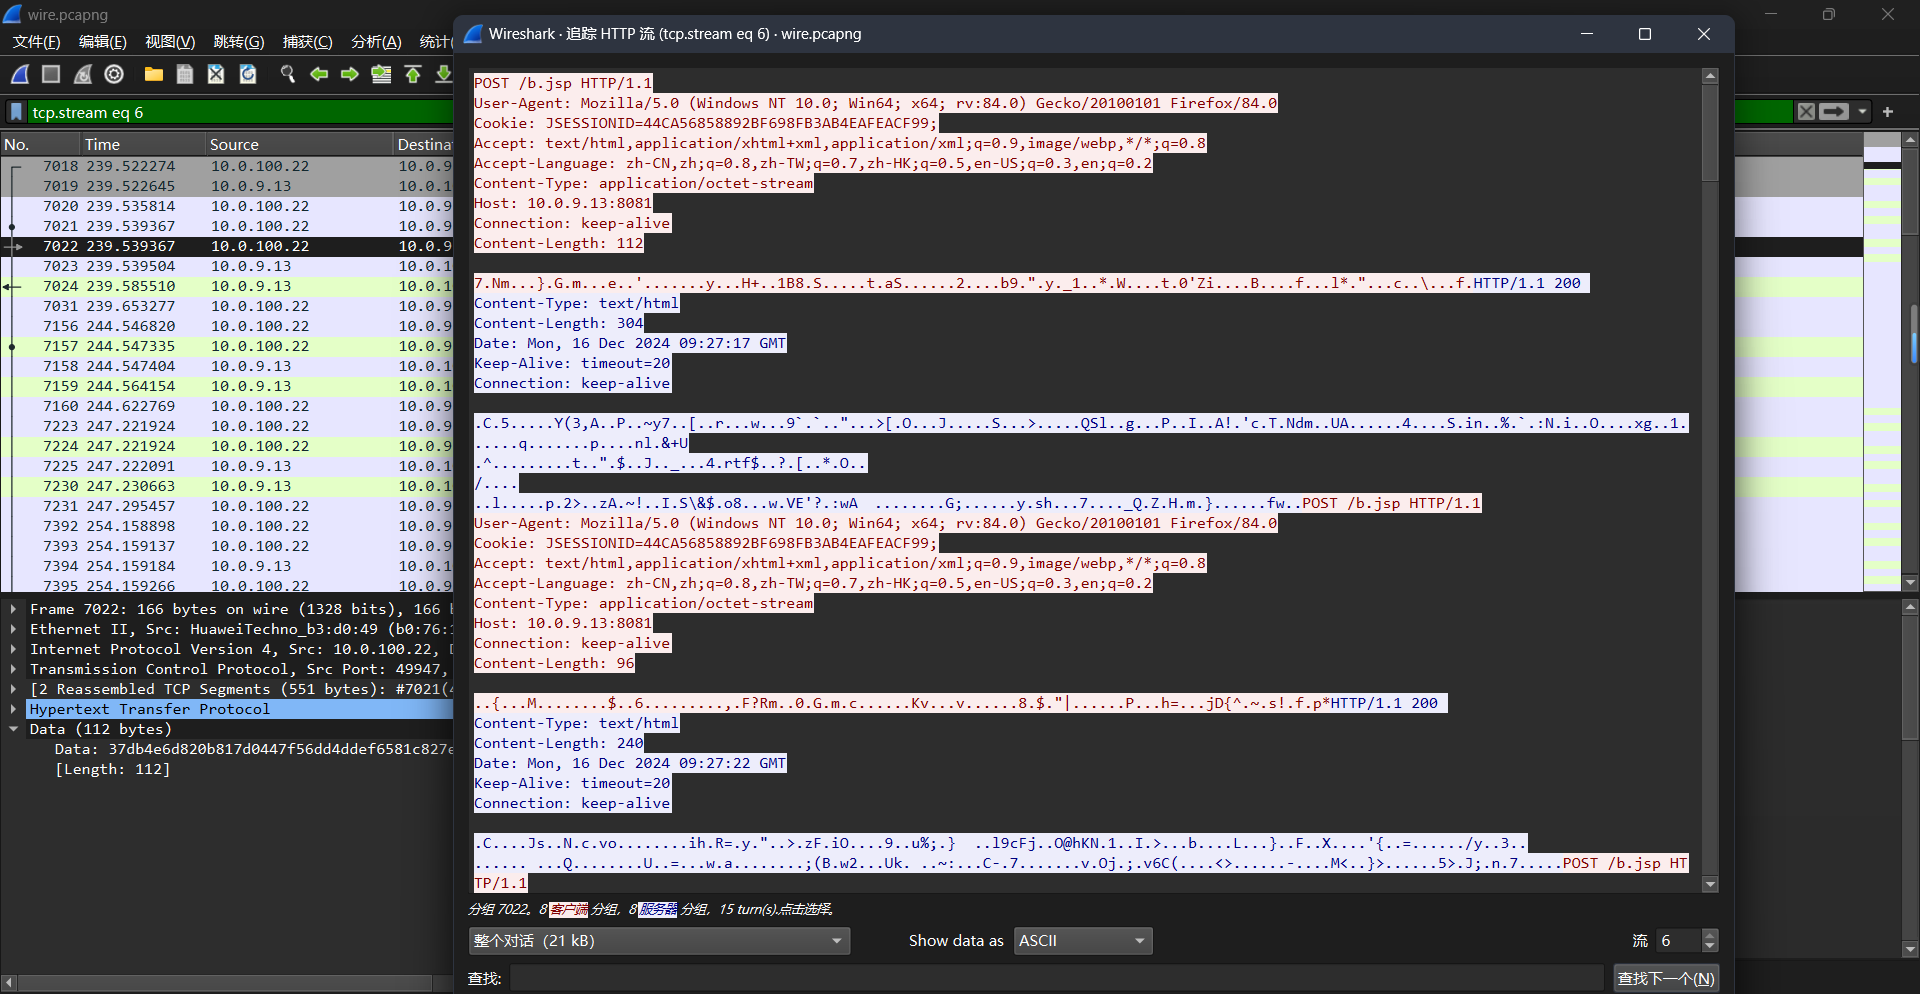 wire.pcapng
文件(F) 编辑(E) 视图(V) 跳转(G) 捕获(C) 分析(A) 统计(
tcp.stream eq 6
No. Time Source Destina
7018 239.522274 10.0.100.22 10.0.9
7019 239.522645 10.0.9.13 10.0.1
7020 239.535814 10.0.100.22 10.0.9
7021 239.539367 10.0.100.22 10.0.9
7022 239.539367 10.0.100.22 10.0.9
7023 239.539504 10.0.9.13 10.0.1
7024 239.585510 10.0.9.13 10.0.1
7031 239.653277 10.0.100.22 10.0.9
7156 244.546820 10.0.100.22 10.0.9
7157 244.547335 10.0.100.22 10.0.9
7158 244.547404 10.0.9.13 10.0.1
7159 244.564154 10.0.9.13 10.0.1
7160 244.622769 10.0.100.22 10.0.9
7223 247.221924 10.0.100.22 10.0.9
7224 247.221924 10.0.100.22 10.0.9
7225 247.222091 10.0.9.13 10.0.1
7230 247.230663 10.0.9.13 10.0.1
7231 247.295457 10.0.100.22 10.0.9
7392 254.158898 10.0.100.22 10.0.9
7393 254.159137 10.0.100.22 10.0.9
7394 254.159184 10.0.9.13 10.0.1
7395 254.159266 10.0.100.22 10.0.9
Frame 7022: 166 bytes on wire (1328 bits), 166
Ethernet II, Src: HuaweiTechno_b3:d0:49 (b0:76:
Internet Protocol Version 4, Src: 10.0.100.22,
Transmission Control Protocol, Src Port: 49947,
[2 Reassembled TCP Segments (551 bytes): #7021(
Hypertext Transfer Protocol
Data (112 bytes)
Data: 37db4e6d820b817d0447f56dd4ddef6581c827e
[Length: 112]
Wireshark · 追踪 HTTP 流 (tcp.stream eq 6) · wire.pcapng
POST /b.jsp HTTP/1.1
User-Agent: Mozilla/5.0 (Windows NT 10.0; Win64; x64; rv:84.0) Gecko/20100101 Firefox/84.0
Cookie: JSESSIONID=44CA56858892BF698FB3AB4EAFEACF99;
Accept: text/html,application/xhtml+xml,application/xml;q=0.9,image/webp,*/*;q=0.8
Accept-Language: zh-CN,zh;q=0.8,zh-TW;q=0.7,zh-HK;q=0.5,en-US;q=0.3,en;q=0.2
Content-Type: application/octet-stream
Host: 10.0.9.13:8081
Connection: keep-alive
Content-Length: 112
7.Nm...}.G.m...e..'.......y...H+..1B8.S.....t.aS......2....b9.".y._1..*.W....t.0'Zi....B....f...l*."...c..\...f.HTTP/1.1 200
Content-Type: text/html
Content-Length: 304
Date: Mon, 16 Dec 2024 09:27:17 GMT
Keep-Alive: timeout=20
Connection: keep-alive
.C.5.....Y(3,A..P..~y7..[..r...w...9`.`.."...>[.O...J.....S...>.....QSl..g...P..I..A!.'c.T.Ndm..UA......4....S.in..%.`.:N.i..O....xg..1.
.....q.......p....nl.&+U
.^.........t..".$..J.._...4.rtf$..?.[..*.O..
/....
..l.....p.2>..zA.~!..I.S\&$.o8...w.VE'?.:wA ........G;......y.sh...7...._Q.Z.H.m.}......fw..POST /b.jsp HTTP/1.1
User-Agent: Mozilla/5.0 (Windows NT 10.0; Win64; x64; rv:84.0) Gecko/20100101 Firefox/84.0
Cookie: JSESSIONID=44CA56858892BF698FB3AB4EAFEACF99;
Accept: text/html,application/xhtml+xml,application/xml;q=0.9,image/webp,*/*;q=0.8
Accept-Language: zh-CN,zh;q=0.8,zh-TW;q=0.7,zh-HK;q=0.5,en-US;q=0.3,en;q=0.2
Content-Type: application/octet-stream
Host: 10.0.9.13:8081
Connection: keep-alive
Content-Length: 96
..{...M........$..6.........,.F?Rm..0.G.m.c......Kv...v......8.$."|......P...h=...jD{^.~.s!.f.p*HTTP/1.1 200
Content-Type: text/html
Content-Length: 240
Date: Mon, 16 Dec 2024 09:27:22 GMT
Keep-Alive: timeout=20
Connection: keep-alive
.C....Js..N.c.vo........ih.R=.y."..>.zF.iO....9..u%;.} ..l9cFj..O@hKN.1..I.>...b....L...}..F..X....'{..=....../y..3..
...... ...Q........U..=...w.a........;(B.w2...Uk. ..~:...C-.7.......v.Oj.;.v6C(....<>......-....M<..}>......5>.J;.n.7.....POST /b.jsp HT
TP/1.1
分组 7022。8 客户端 分组，8 服务器 分组，15 turn(s).点击选择。
整个对话 (21 kB) Show data as ASCII 流 6
查找: 查找下一个(N)